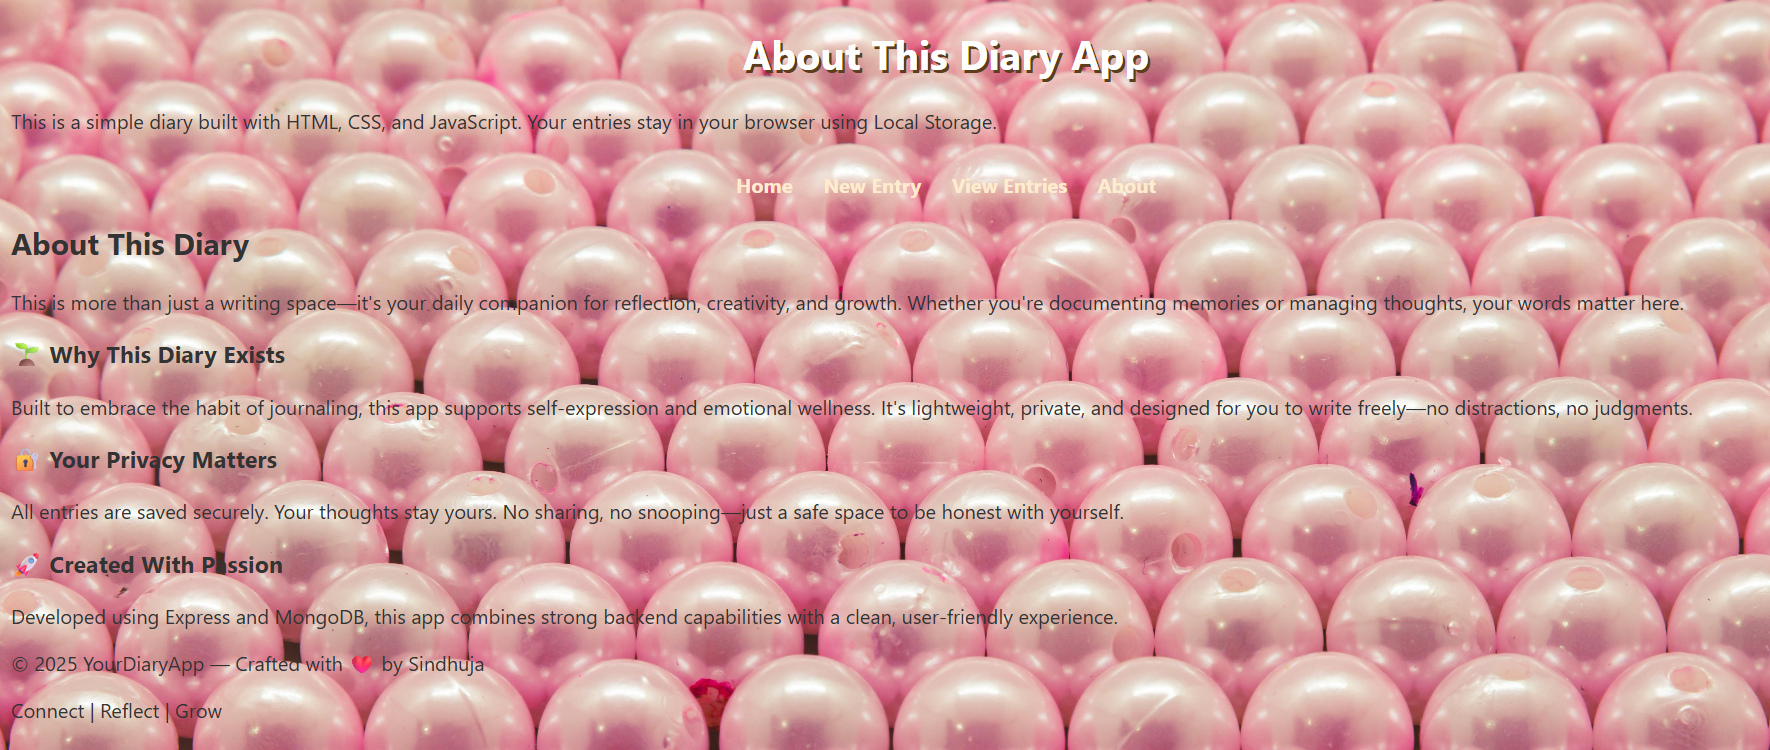 About This Diary App
This is a simple diary built with HTML, CSS, and JavaScript. Your entries stay in your browser using Local Storage.
Home New Entry View Entries About
About This Diary
This is more than just a writing space—it's your daily companion for reflection, creativity, and growth. Whether you're documenting memories or managing thoughts, your words matter here.
🌱 Why This Diary Exists
Built to embrace the habit of journaling, this app supports self-expression and emotional wellness. It's lightweight, private, and designed for you to write freely—no distractions, no judgments.
🔐 Your Privacy Matters
All entries are saved securely. Your thoughts stay yours. No sharing, no snooping—just a safe space to be honest with yourself.
🚀 Created With Passion
Developed using Express and MongoDB, this app combines strong backend capabilities with a clean, user-friendly experience.
© 2025 YourDiaryApp — Crafted with ❤️ by Sindhuja
Connect | Reflect | Grow